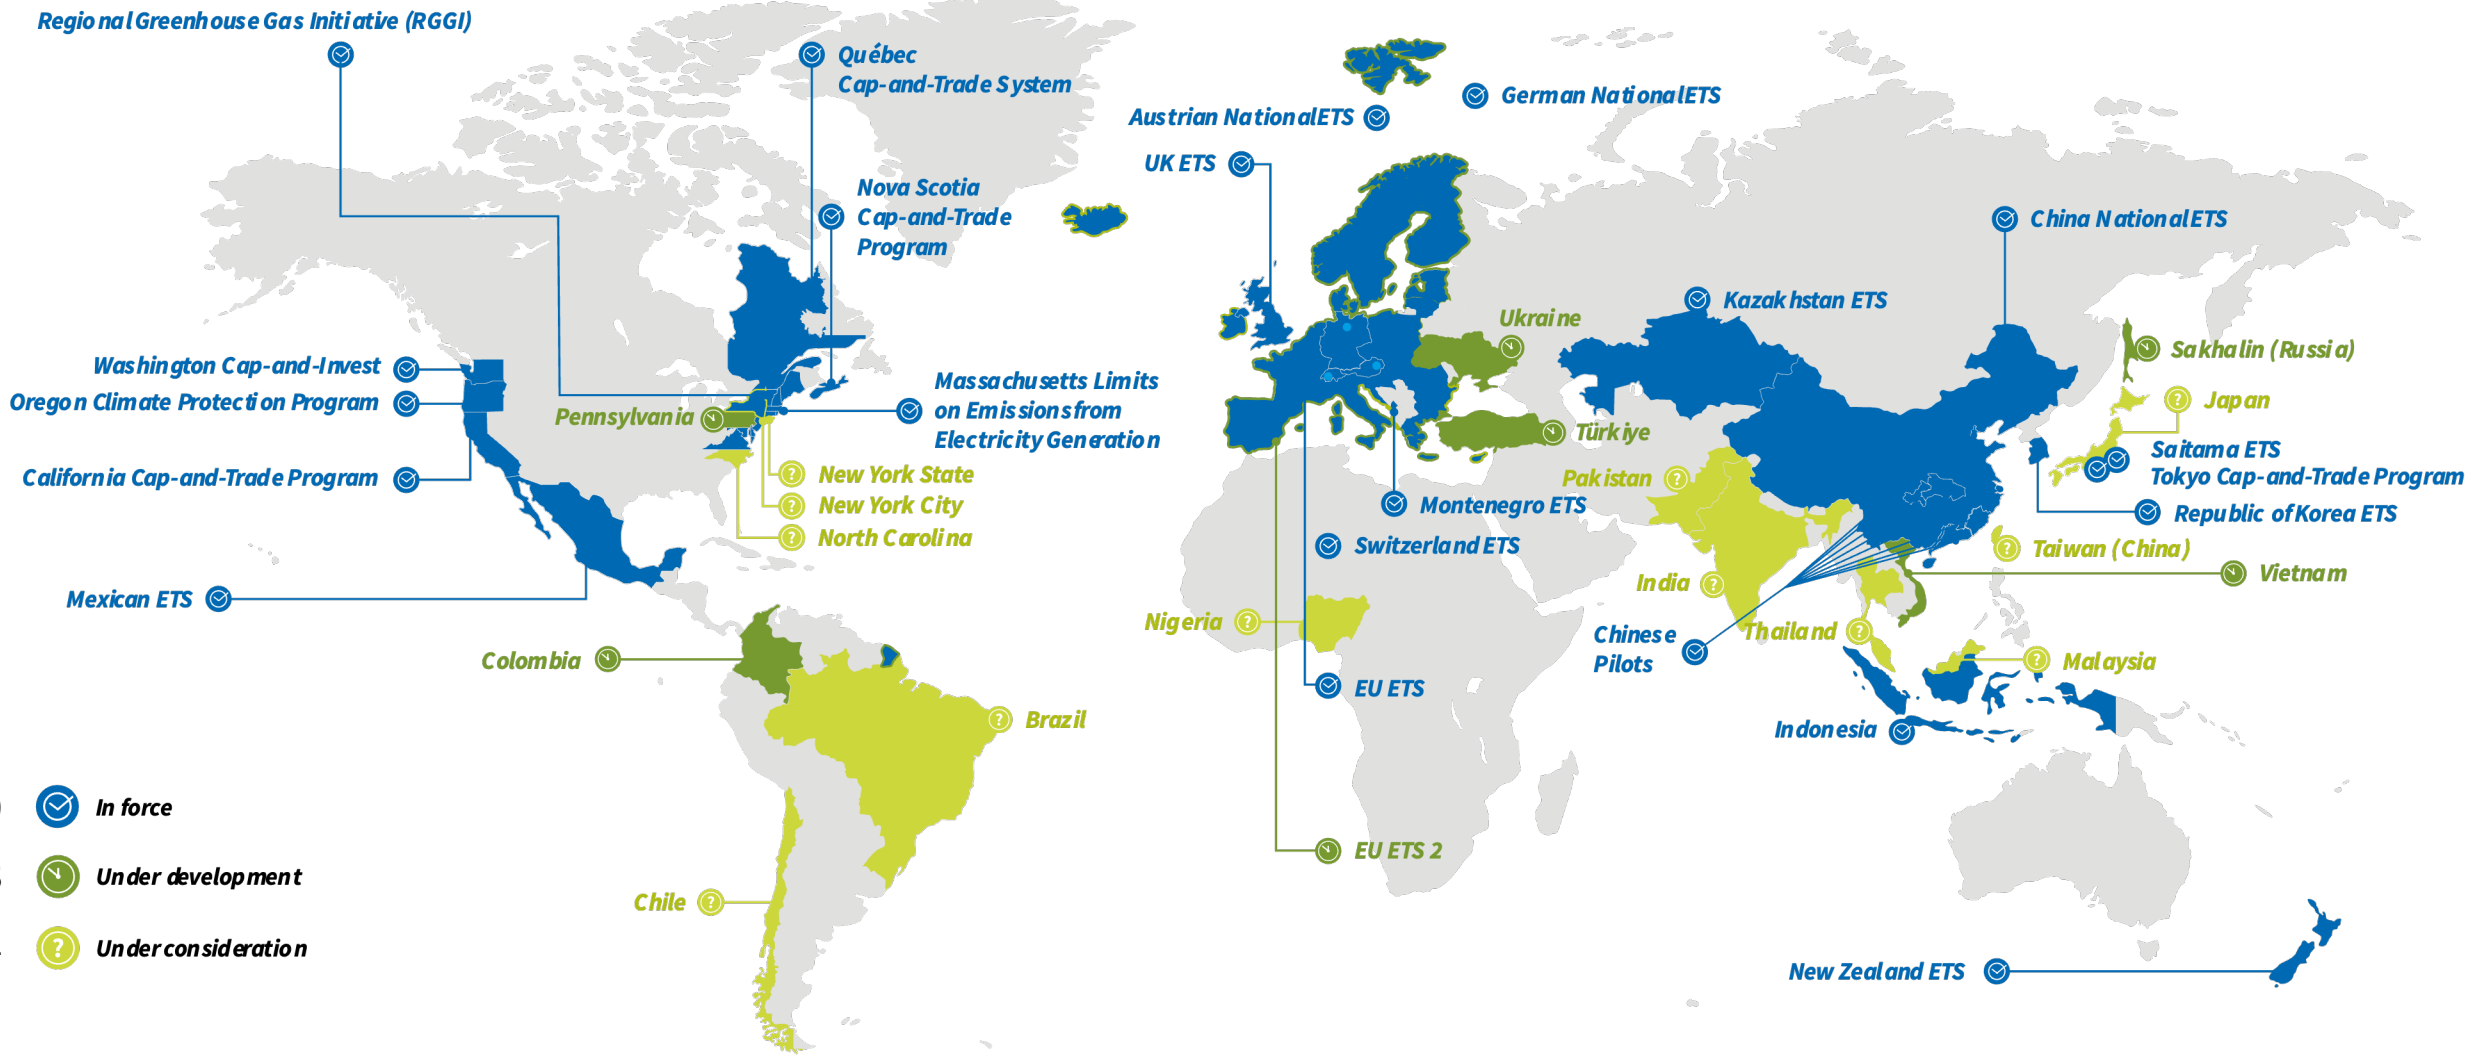 Regional Greenhouse Gas Initiative (RGGI)
Québec
Cap-and-Trade System
Nova Scotia
Cap-and-Trade
Program
Washington Cap-and-Invest
Oregon Climate Protection Program
California Cap-and-Trade Program
Mexican ETS
Pennsylvania
Massachusetts Limits
on Emissions from
Electricity Generation
New York State
New York City
North Carolina
Colombia
Brazil
Chile
Austrian National ETS
German National ETS
UK ETS
Ukraine
Türkiye
Montenegro ETS
Switzerland ETS
Nigeria
EU ETS
EU ETS 2
Kazakhstan ETS
China National ETS
Sakhalin (Russia)
Japan
Saitama ETS
Tokyo Cap-and-Trade Program
Republic of Korea ETS
Taiwan (China)
Vietnam
Pakistan
India
Chinese
Pilots
Thailand
Malaysia
Indonesia
New Zealand ETS
In force
Under development
Under consideration